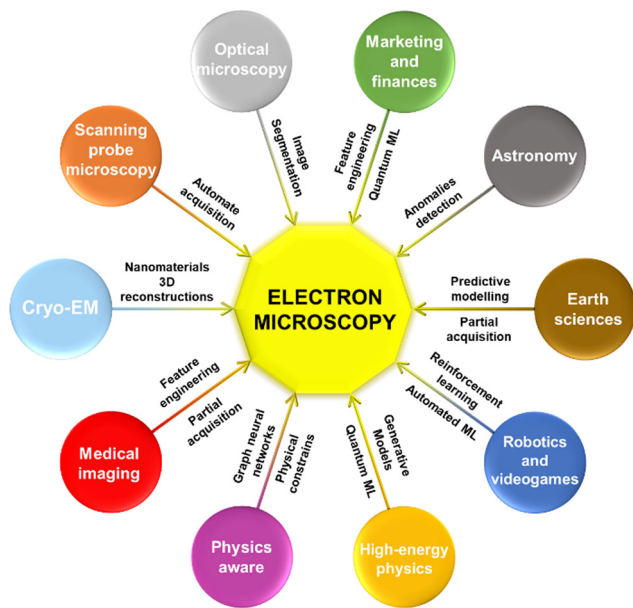 Optical
microscopy
Marketing
and
finances
Scanning
probe
microscopy
Astronomy
Image
Segmentation
Feature
engineering
Quantum ML
Automate
acquisition
Anomalies
detection
Cryo-EM
Nanomaterials
3D
reconstructions
ELECTRON
MICROSCOPY
Predictive
modelling
Partial
acquisition
Earth
sciences
Feature
engineering
Partial
acquisition
Reinforcement
learning
Automated ML
Medical
imaging
Graph neural
networks
Physical
constrains
Generative
Models
Quantum ML
Robotics
and
videogames
Physics
aware
High-energy
physics